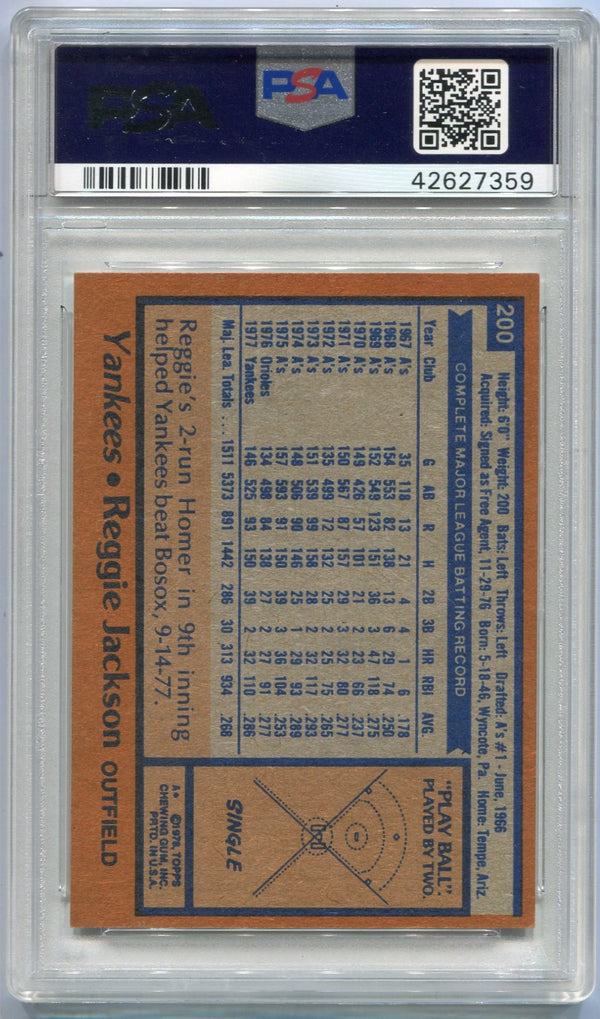 PSA
PSA
42627359
200
Height: 6'0" Weight: 200 Bats: Left Throws: Left Drafted: A's #1 - June, 1966
Acquired: Signed as Free Agent, 11-29-76 Born: 5-18-46, Wyncote, Pa. Home: Tempe, Ariz.
COMPLETE MAJOR LEAGUE BATTING RECORD
Year Club G AB R H 2B 3B HR RBI AVG.
1967 A's 35 118 13 21 4 4 1 6 .178
1968 A's 154 553 82 138 13 6 29 74 .250
1969 A's 152 549 123 151 36 3 47 118 .275
1970 A's 149 426 57 101 21 2 23 66 .237
1971 A's 150 567 87 157 29 3 32 80 .277
1972 A's 135 499 72 132 25 2 25 75 .265
1973 A's 151 539 99 158 28 2 32 117 .293
1974 A's 148 506 90 146 25 1 29 93 .289
1975 A's 157 593 91 150 39 3 36 104 .253
1976 Orioles 134 498 84 138 27 2 27 91 .277
1977 Yankees 146 525 93 150 39 2 32 110 .286
Maj. Lea. Totals ... 1511 5373 891 1442 286 30 313 934 .268
Reggie's 2-run Homer in 9th inning
helped Yankees beat Bosox, 9-14-77.
"PLAY BALL".
PLAYED BY TWO.
SINGLE
A* ©1978, TOPPS
CHEWING GUM, INC.
PRTD. IN U.S.A.
Yankees • Reggie Jackson OUTFIELD